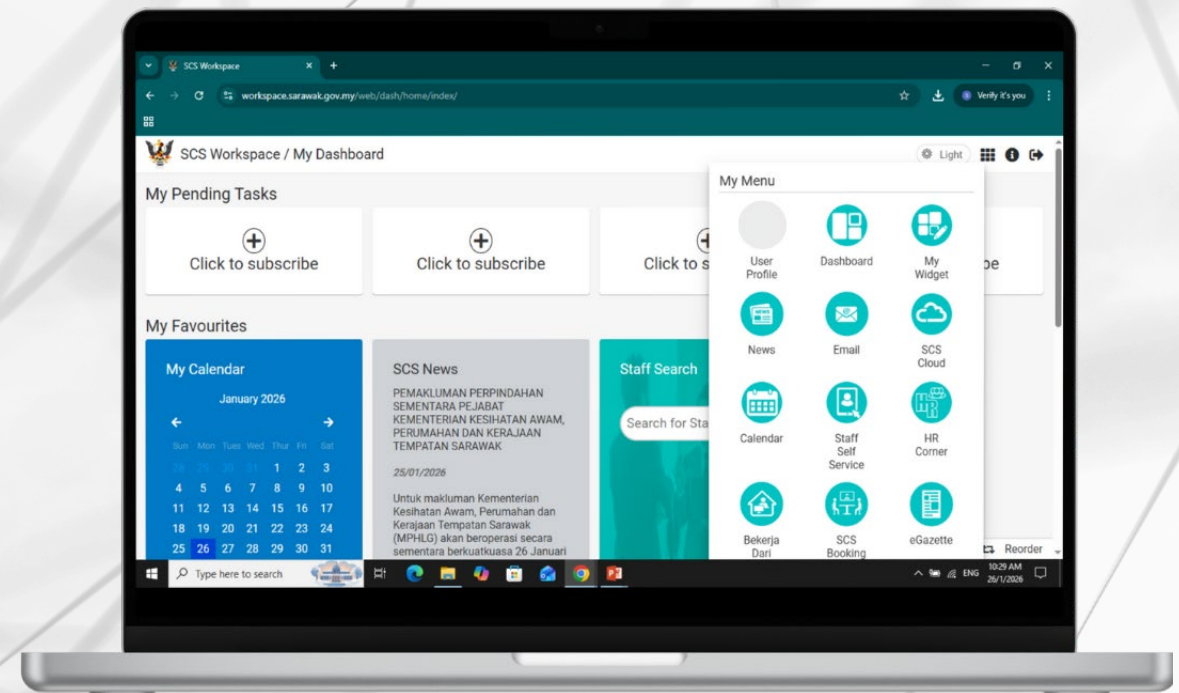 SCS Workspace
workspace.sarawak.gov.my/web/dash/home/index/
Verify it's you
SCS Workspace / My Dashboard
Light
My Pending Tasks
Click to subscribe
Click to subscribe
Click to s
be
My Favourites
My Calendar
January 2026
Sun Mon Tues Wed Thur Fri Sat
28 29 30 31 1 2 3
4 5 6 7 8 9 10
11 12 13 14 15 16 17
18 19 20 21 22 23 24
25 26 27 28 29 30 31
SCS News
PEMAKLUMAN PERPINDAHAN
SEMENTARA PEJABAT
KEMENTERIAN KESIHATAN AWAM,
PERUMAHAN DAN KERAJAAN
TEMPATAN SARAWAK
25/01/2026
Untuk makluman Kementerian
Kesihatan Awam, Perumahan dan
Kerajaan Tempatan Sarawak
(MPHLG) akan beroperasi secara
sementara berkuatkuasa 26 Januari
Staff Search
Search for Sta
My Menu
User
Profile
Dashboard
My
Widget
NEWS
News
Email
SCS
Cloud
Calendar
Staff
Self
Service
HR
HR
Corner
Bekerja
Dari
SCS
Booking
eGazette
Reorder
Type here to search
ENG
10:29 AM
26/1/2026